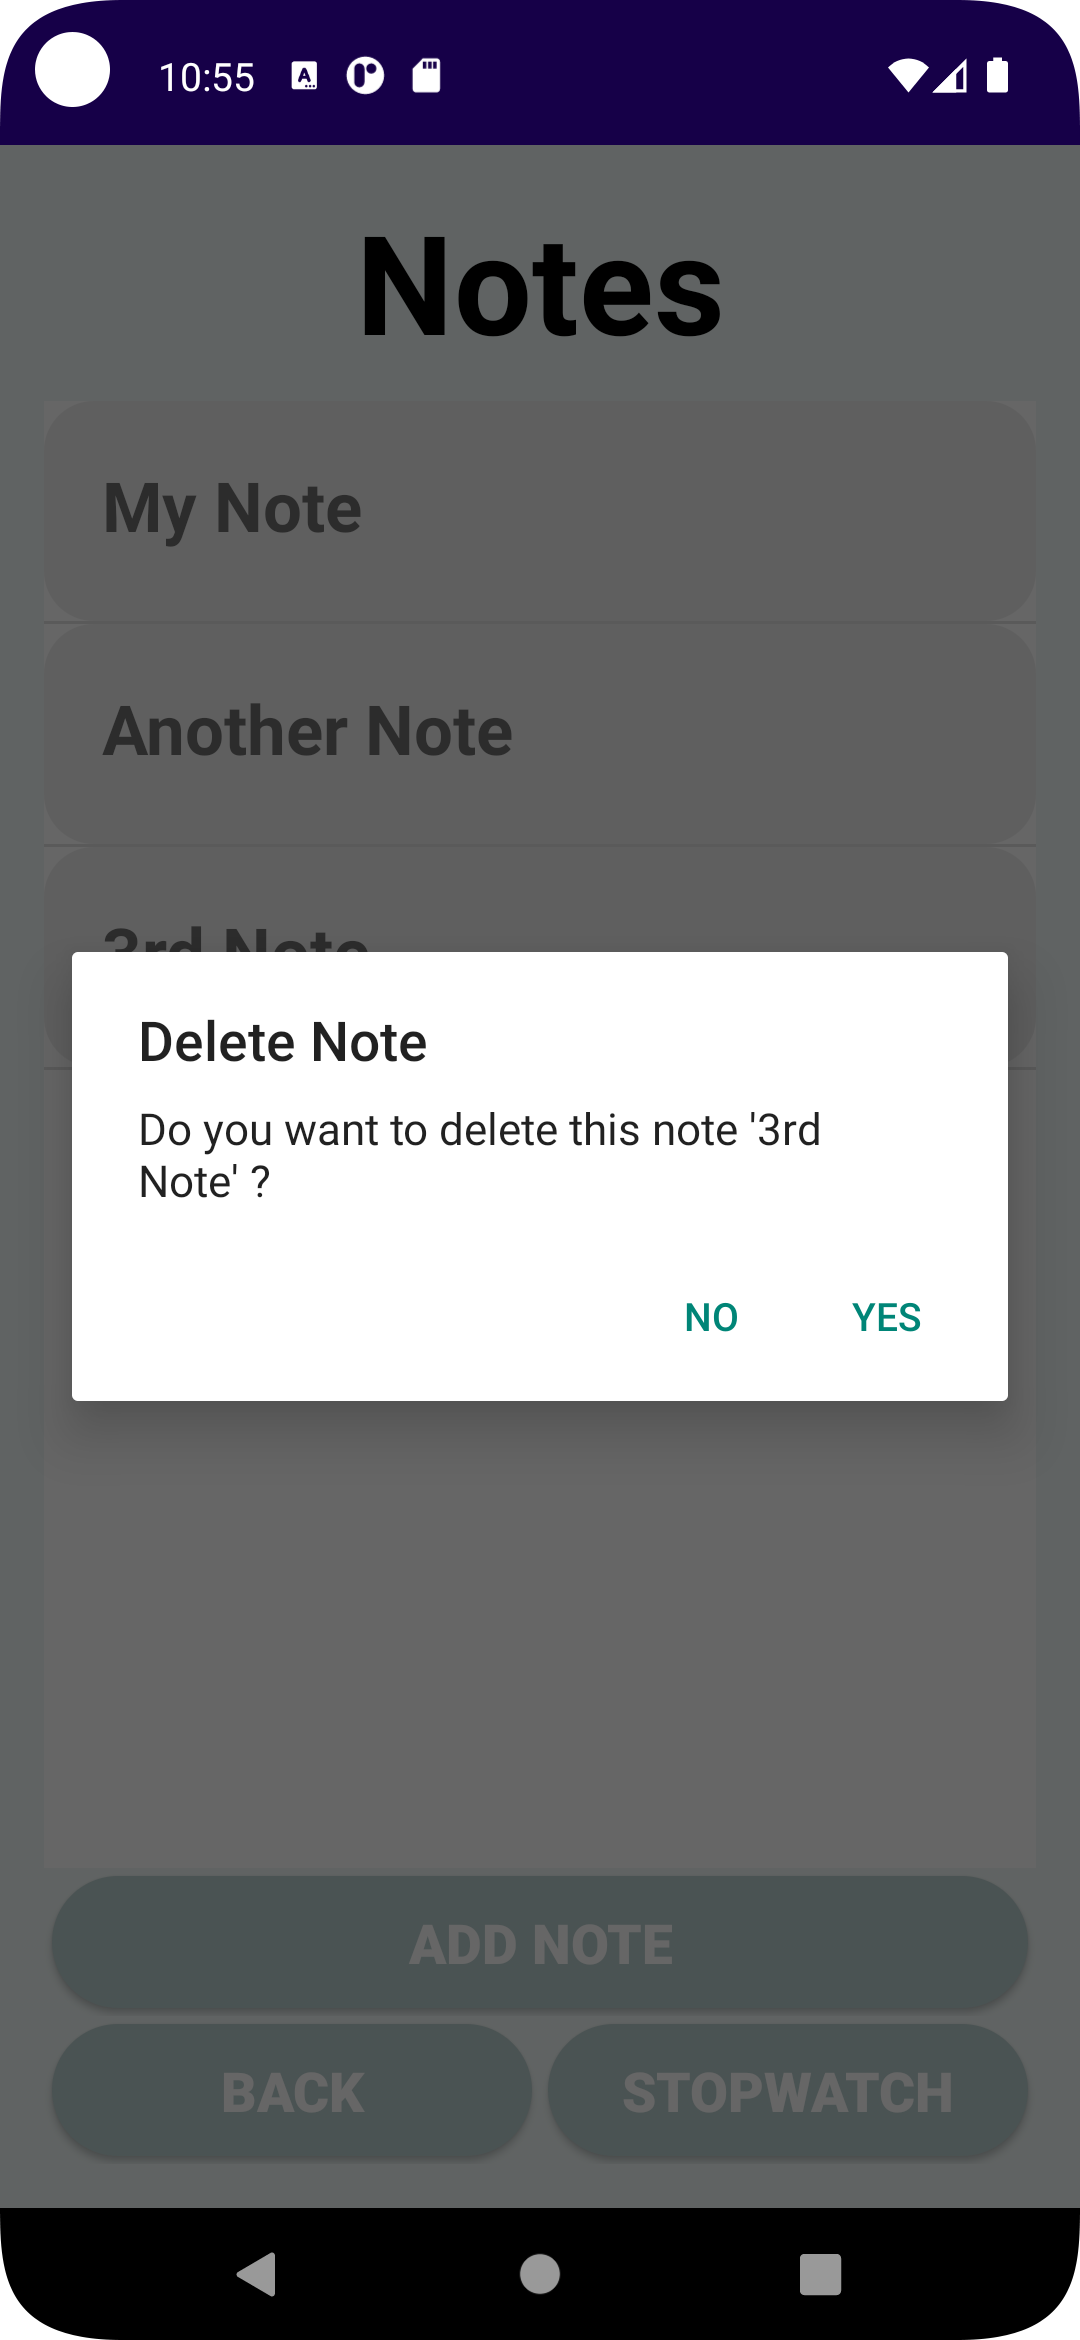 10:55
Notes
My Note
Another Note
3rd Note
Delete Note
Do you want to delete this note '3rd
Note' ?
NO YES
ADD NOTE
BACK STOPWATCH